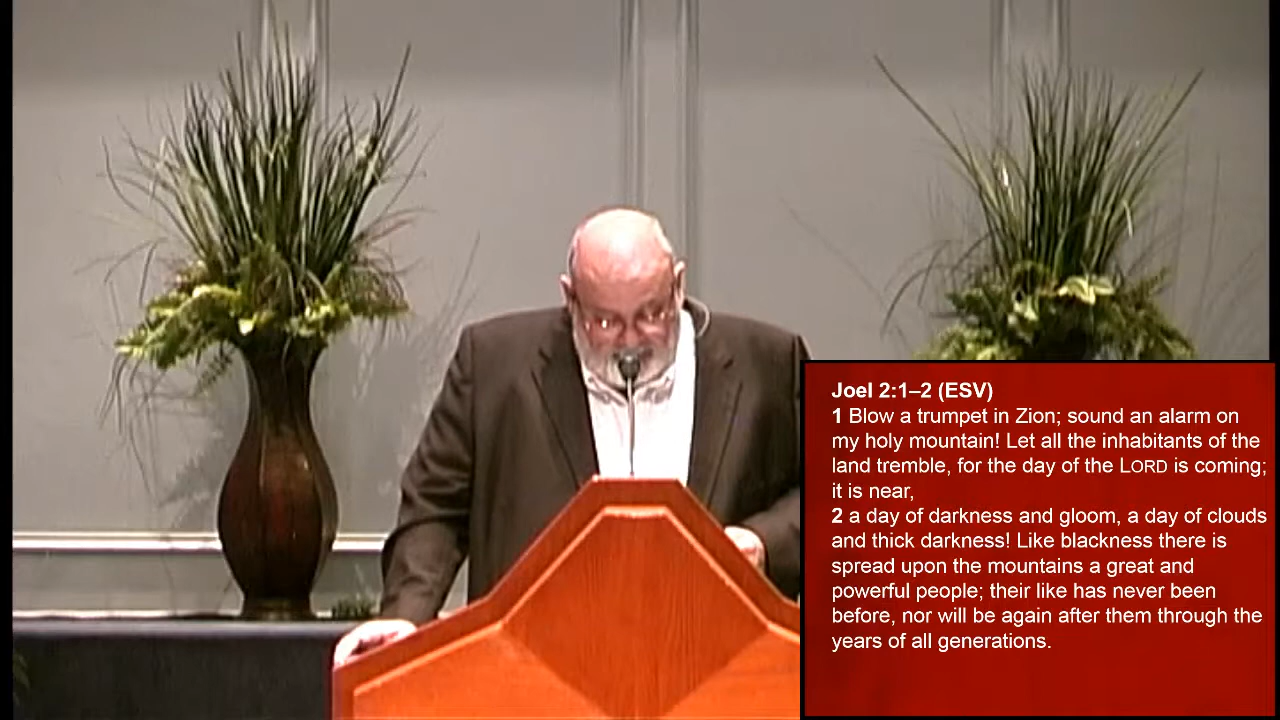 Joel 2:1–2 (ESV)
1 Blow a trumpet in Zion; sound an alarm on
my holy mountain! Let all the inhabitants of the
land tremble, for the day of the LORD is coming;
it is near,
2 a day of darkness and gloom, a day of clouds
and thick darkness! Like blackness there is
spread upon the mountains a great and
powerful people; their like has never been
before, nor will be again after them through the
years of all generations.